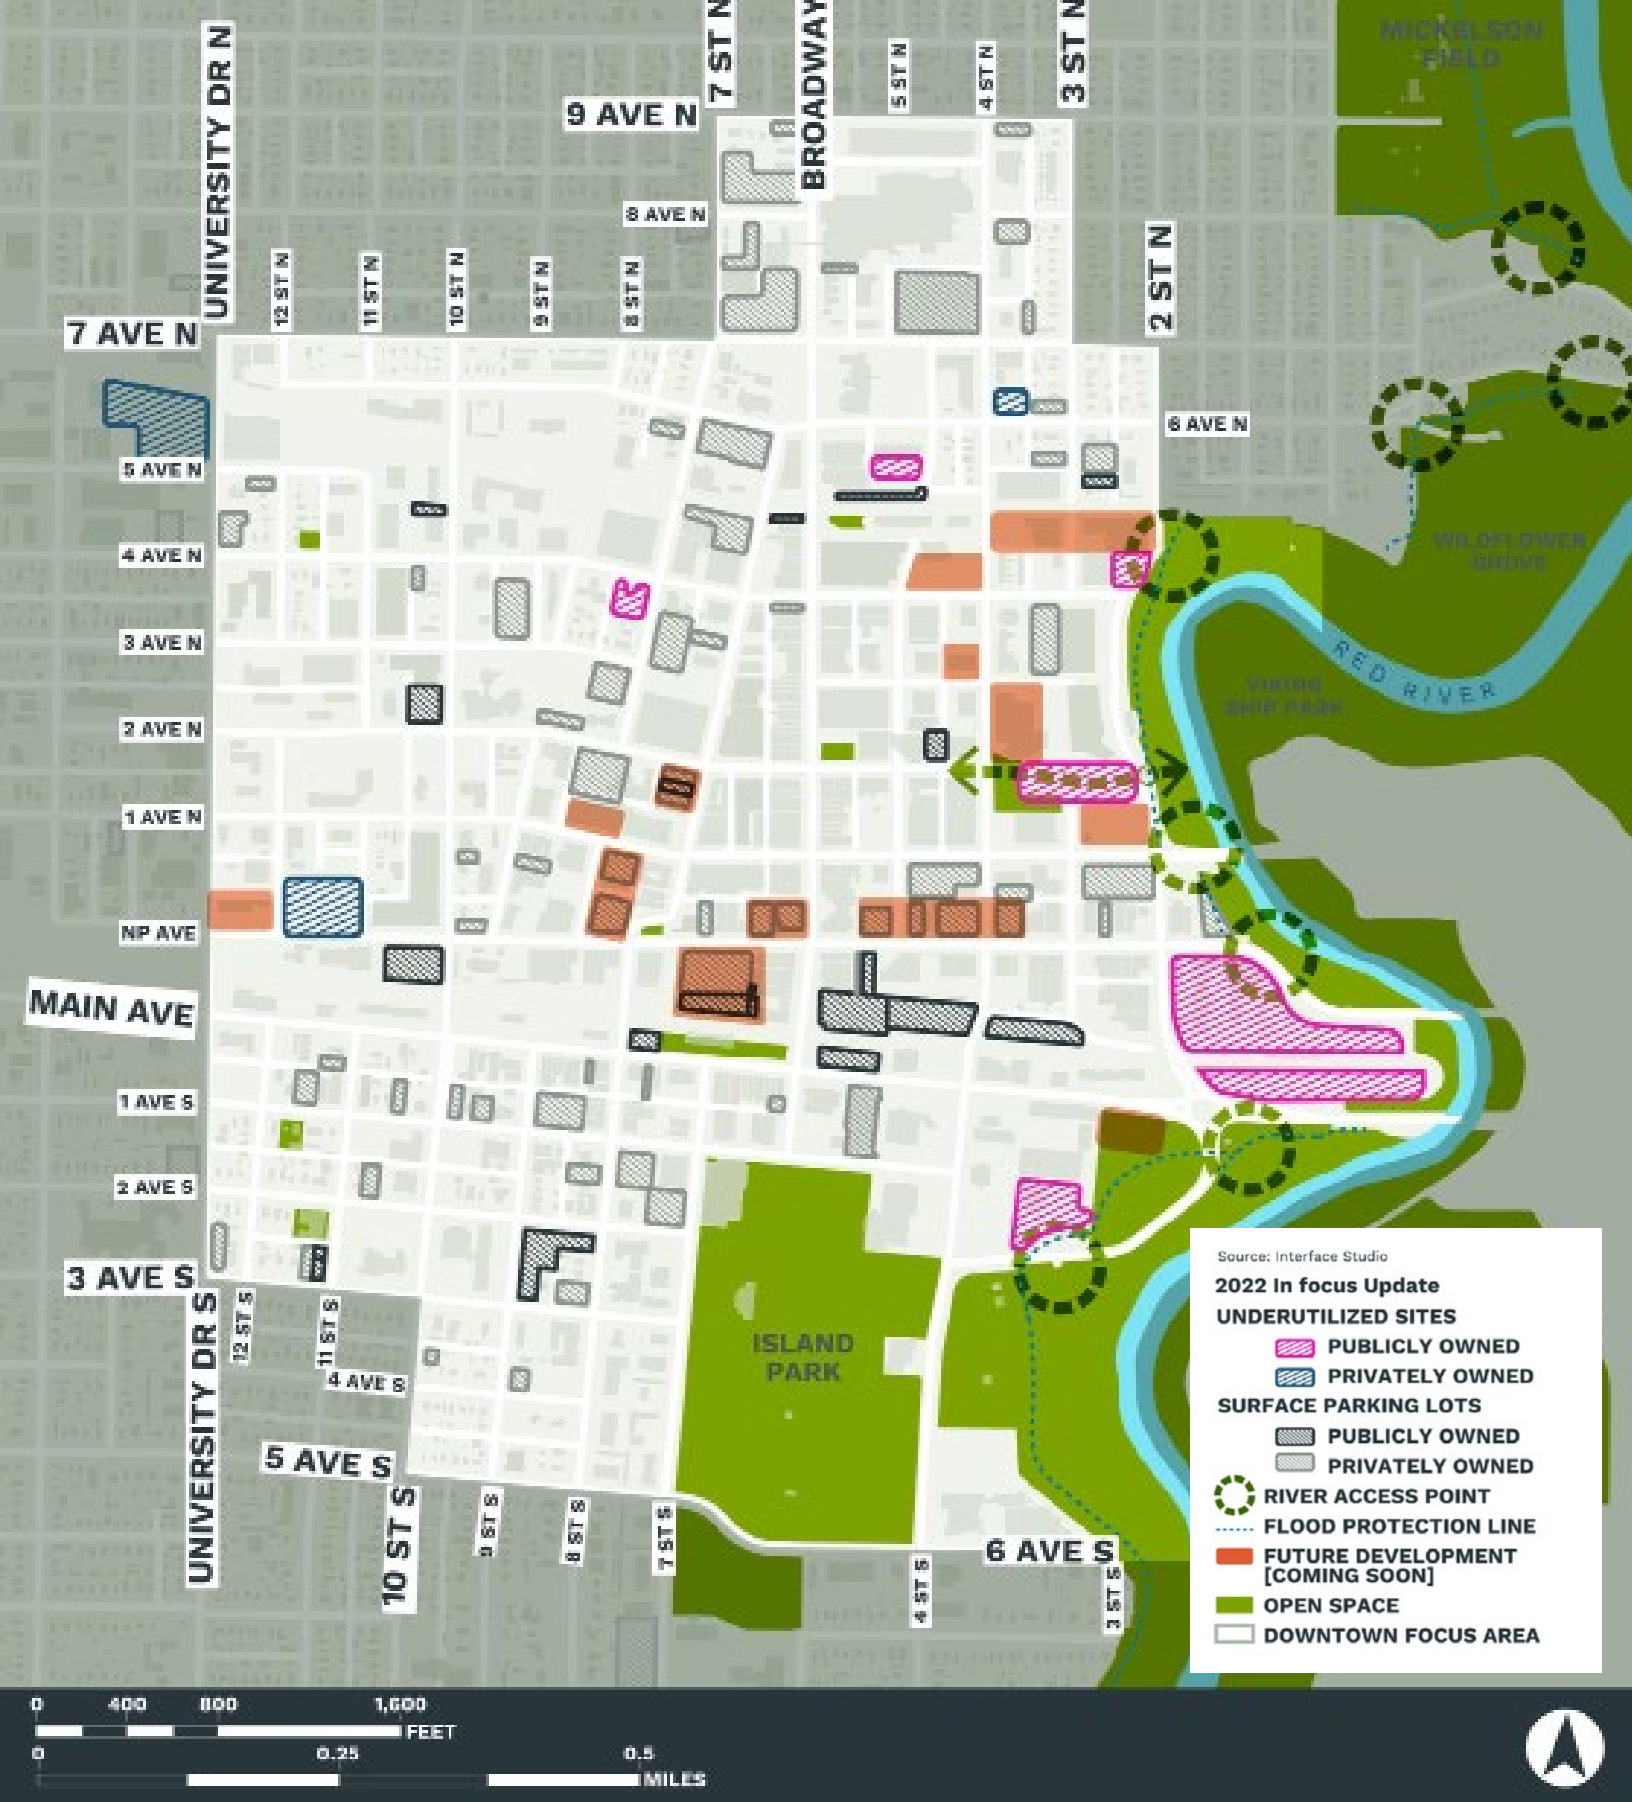 MICKELSON
FIELD
UNIVERSITY DR N
7 ST N
BROADWAY
5 ST N
4 ST N
3 ST N
9 AVE N
8 AVE N
2 ST N
12 ST N
11 ST N
10 ST N
9 ST N
8 ST N
7 AVE N
6 AVE N
5 AVE N
4 AVE N
WILDFLOWER
GROVE
3 AVE N
RED RIVER
VIKING
SHIP PARK
2 AVE N
1 AVE N
NP AVE
MAIN AVE
1 AVE S
2 AVE S
3 AVE S
UNIVERSITY DR S
12 ST S
11 ST S
4 AVE S
ISLAND
PARK
5 AVE S
10 ST S
9 ST S
8 ST S
7 ST S
6 AVE S
4 ST S
3 ST S
Source: Interface Studio
2022 In focus Update
UNDERUTILIZED SITES
PUBLICLY OWNED
PRIVATELY OWNED
SURFACE PARKING LOTS
PUBLICLY OWNED
PRIVATELY OWNED
RIVER ACCESS POINT
FLOOD PROTECTION LINE
FUTURE DEVELOPMENT
[COMING SOON]
OPEN SPACE
DOWNTOWN FOCUS AREA
0 400 800 1,600
FEET
0 0.25 0.5
MILES